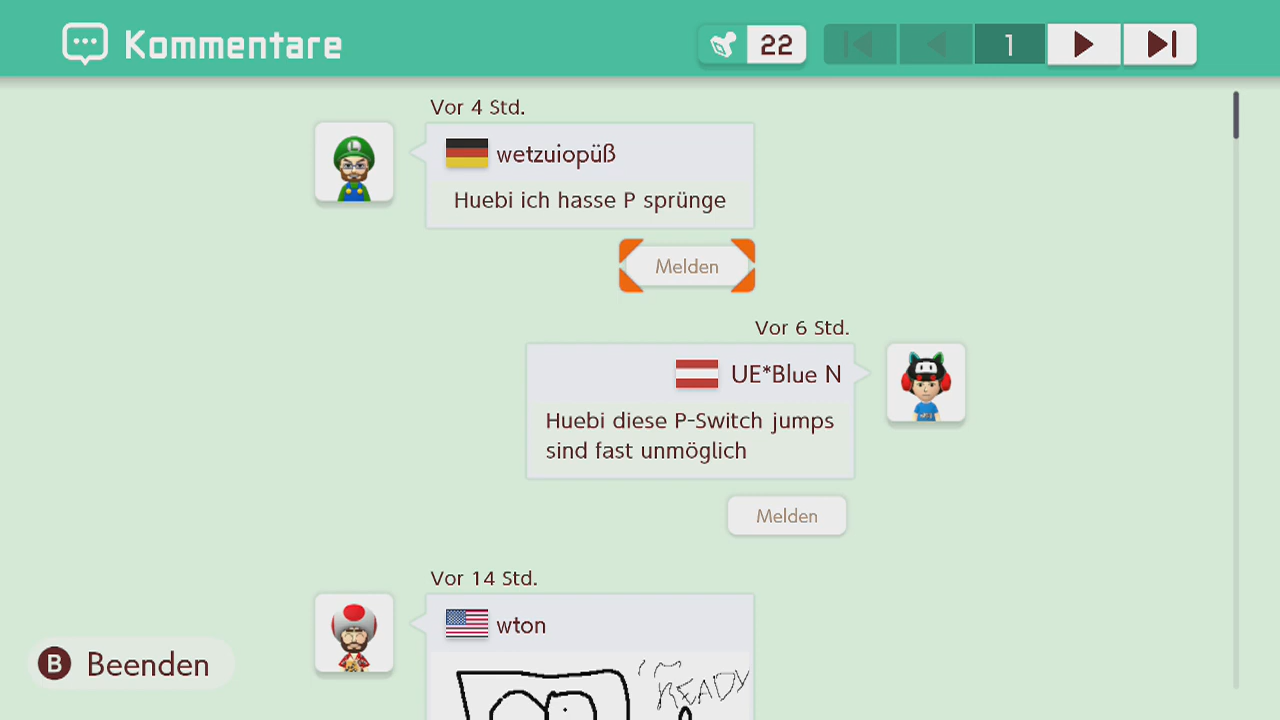 Kommentare
22
1
Vor 4 Std.
L
wetzuiopüß
Huebi ich hasse P sprünge
Melden
Vor 6 Std.
UE*Blue N
Huebi diese P-Switch jumps
sind fast unmöglich
Melden
Vor 14 Std.
wton
I'm
READY
B Beenden